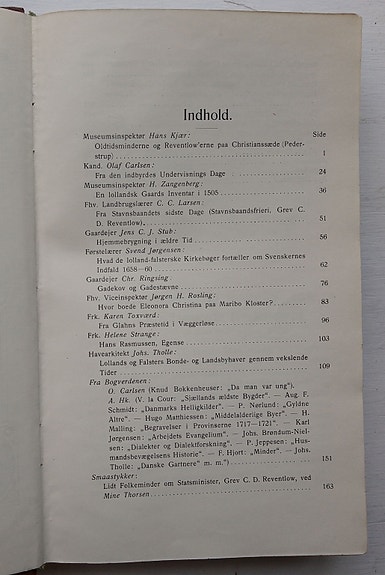 Indhold.
Museumsinspektør Hans Kjær: Side
Oldtidsminderne og Reventlow'erne paa Christianssæde (Peder-
strup) 1
Kand. Olaf Carlsen:
Fra den indbyrdes Undervisnings Dage 24
Museumsinspektør H. Zangenberg:
En lollandsk Gaards Inventar i 1505 36
Fhv. Landbrugslærer C. C. Larsen:
Fra Stavnsbaandets sidste Dage (Stavnsbaandsfrieri, Grev C.
D. Reventlow) 51
Gaardejer Jens C. J. Stub:
Hjemmebrygning i ældre Tid 56
Førstelærer Svend Jørgensen:
Hvad de lolland-falsterske Kirkebøger fortæller om Svenskernes
Indfald 1658—60 62
Gaardejer Chr. Ringsing:
Gadekov og Gadestævne 76
Fhv. Viceinspektør Jørgen H. Rosling:
Hvor boede Eleonora Christina paa Maribo Kloster? 83
Frk. Karen Toxværd:
Fra Glahns Præstetid i Væggerløse 96
Frk. Helene Strange:
Hans Rasmussen, Egense 103
Havearkitekt Johs. Tholle:
Lollands og Falsters Bonde- og Landsbyhaver gennem vekslende
Tider 109
Fra Bogverdenen:
O. Carlsen (Knud Bokkenheuser: „Da man var ung").
A. Hk. (V. la Cour: „Sjællands ældste Bygder". — Aug. F.
Schmidt: „Danmarks Helligkilder". — P. Nørlund: „Gyldne
Altre". — Hugo Matthiessen: „Middelalderlige Byer". — H.
Malling: „Begravelser i Provinserne 1717—1721". — Karl
Jørgensen: „Arbejdets Evangelium". — Johs. Brøndum-Niel-
sen: „Dialekter og Dialektforskning". — P. Jeppesen: „Hus-
mandsbevægelsens Historie". — F. Hjort: „Minder". — Johs.
Tholle: „Danske Gartnere" m. m.") 151
Smaastykker:
Lidt Folkeminder om Statsminister, Grev C. D. Reventlow, ved
Mine Thorsen 163